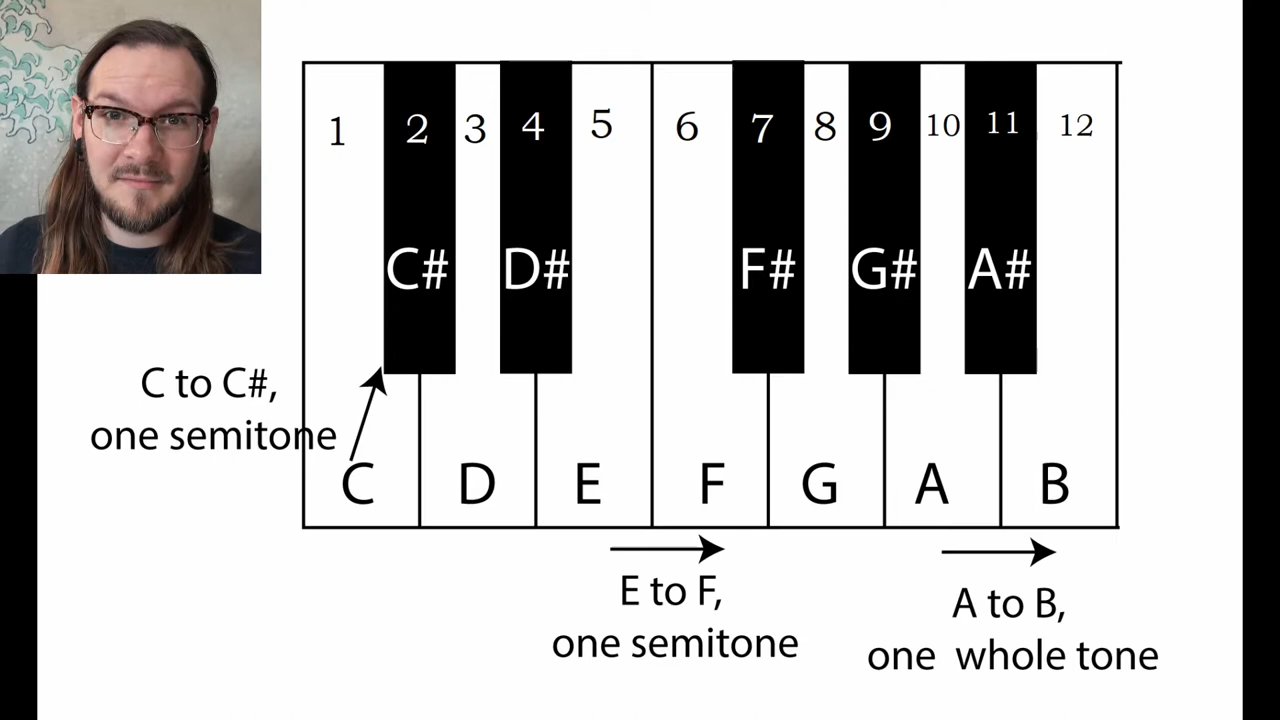 1 2 3 4 5 6 7 8 9 10 11 12
C# D# F# G# A#
C to C#,
one semitone
C D E F G A B
E to F,
one semitone
A to B,
one whole tone